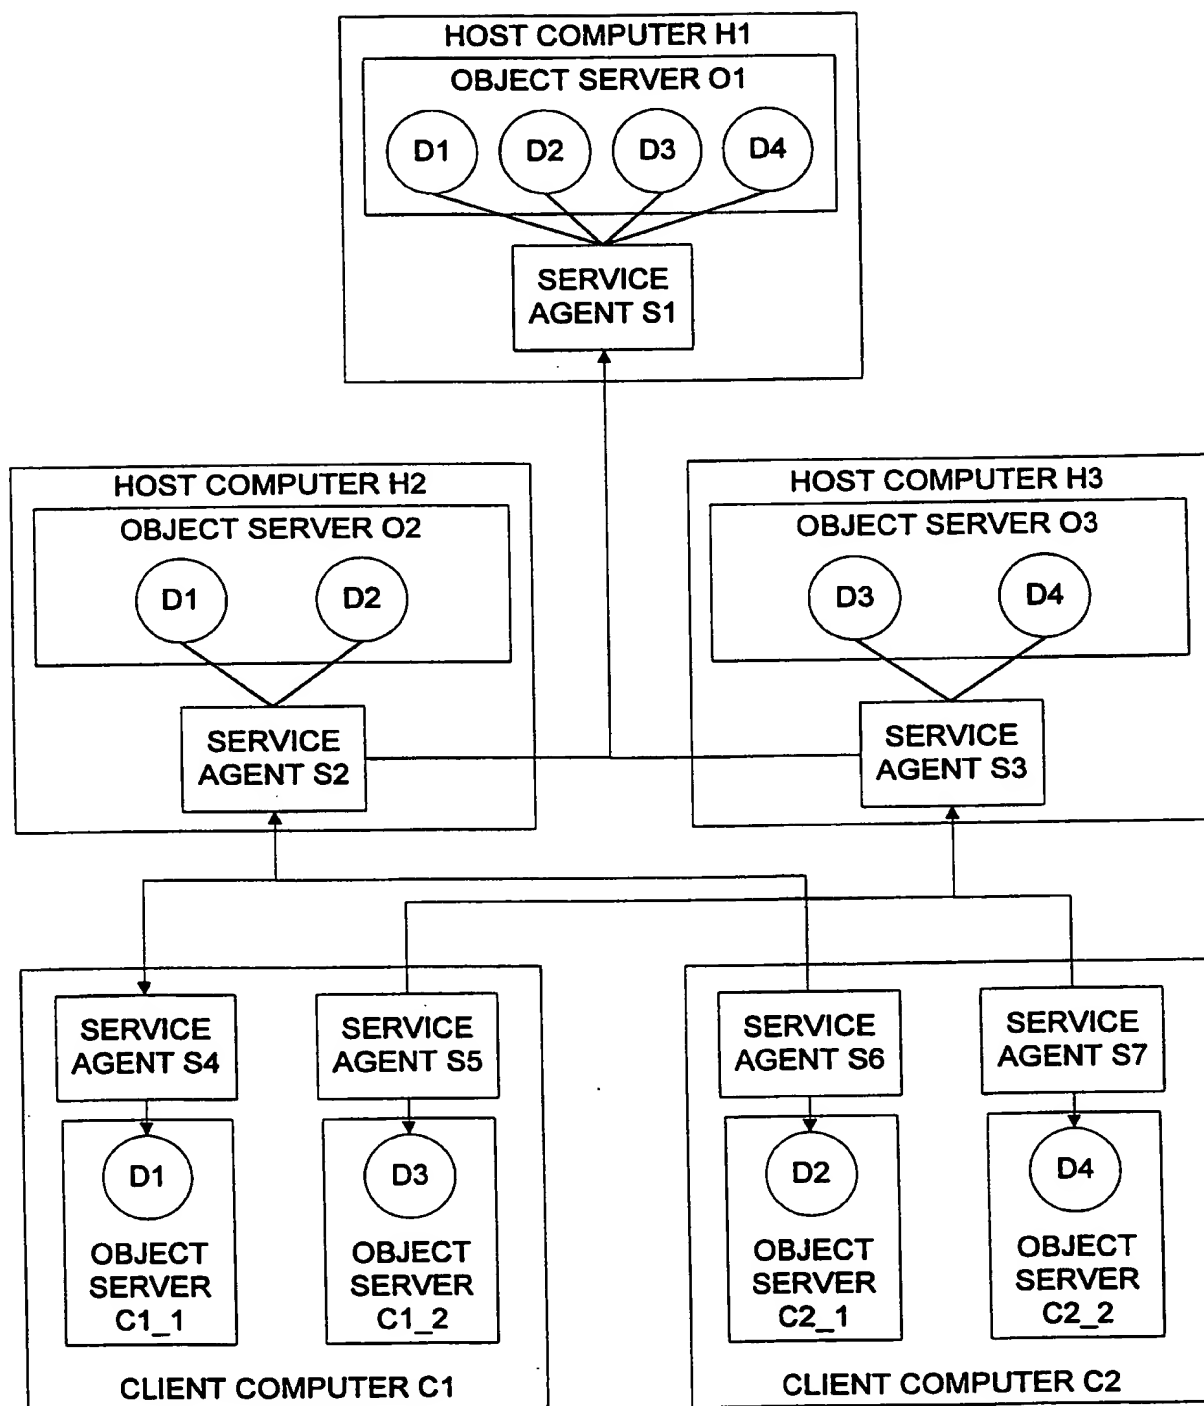 HOST COMPUTER H1
OBJECT SERVER O1
D1 D2 D3 D4
SERVICE
AGENT S1
HOST COMPUTER H2
OBJECT SERVER O2
D1 D2
SERVICE
AGENT S2
HOST COMPUTER H3
OBJECT SERVER O3
D3 D4
SERVICE
AGENT S3
SERVICE
AGENT S4
D1
OBJECT
SERVER
C1_1
SERVICE
AGENT S5
D3
OBJECT
SERVER
C1_2
CLIENT COMPUTER C1
SERVICE
AGENT S6
D2
OBJECT
SERVER
C2_1
SERVICE
AGENT S7
D4
OBJECT
SERVER
C2_2
CLIENT COMPUTER C2